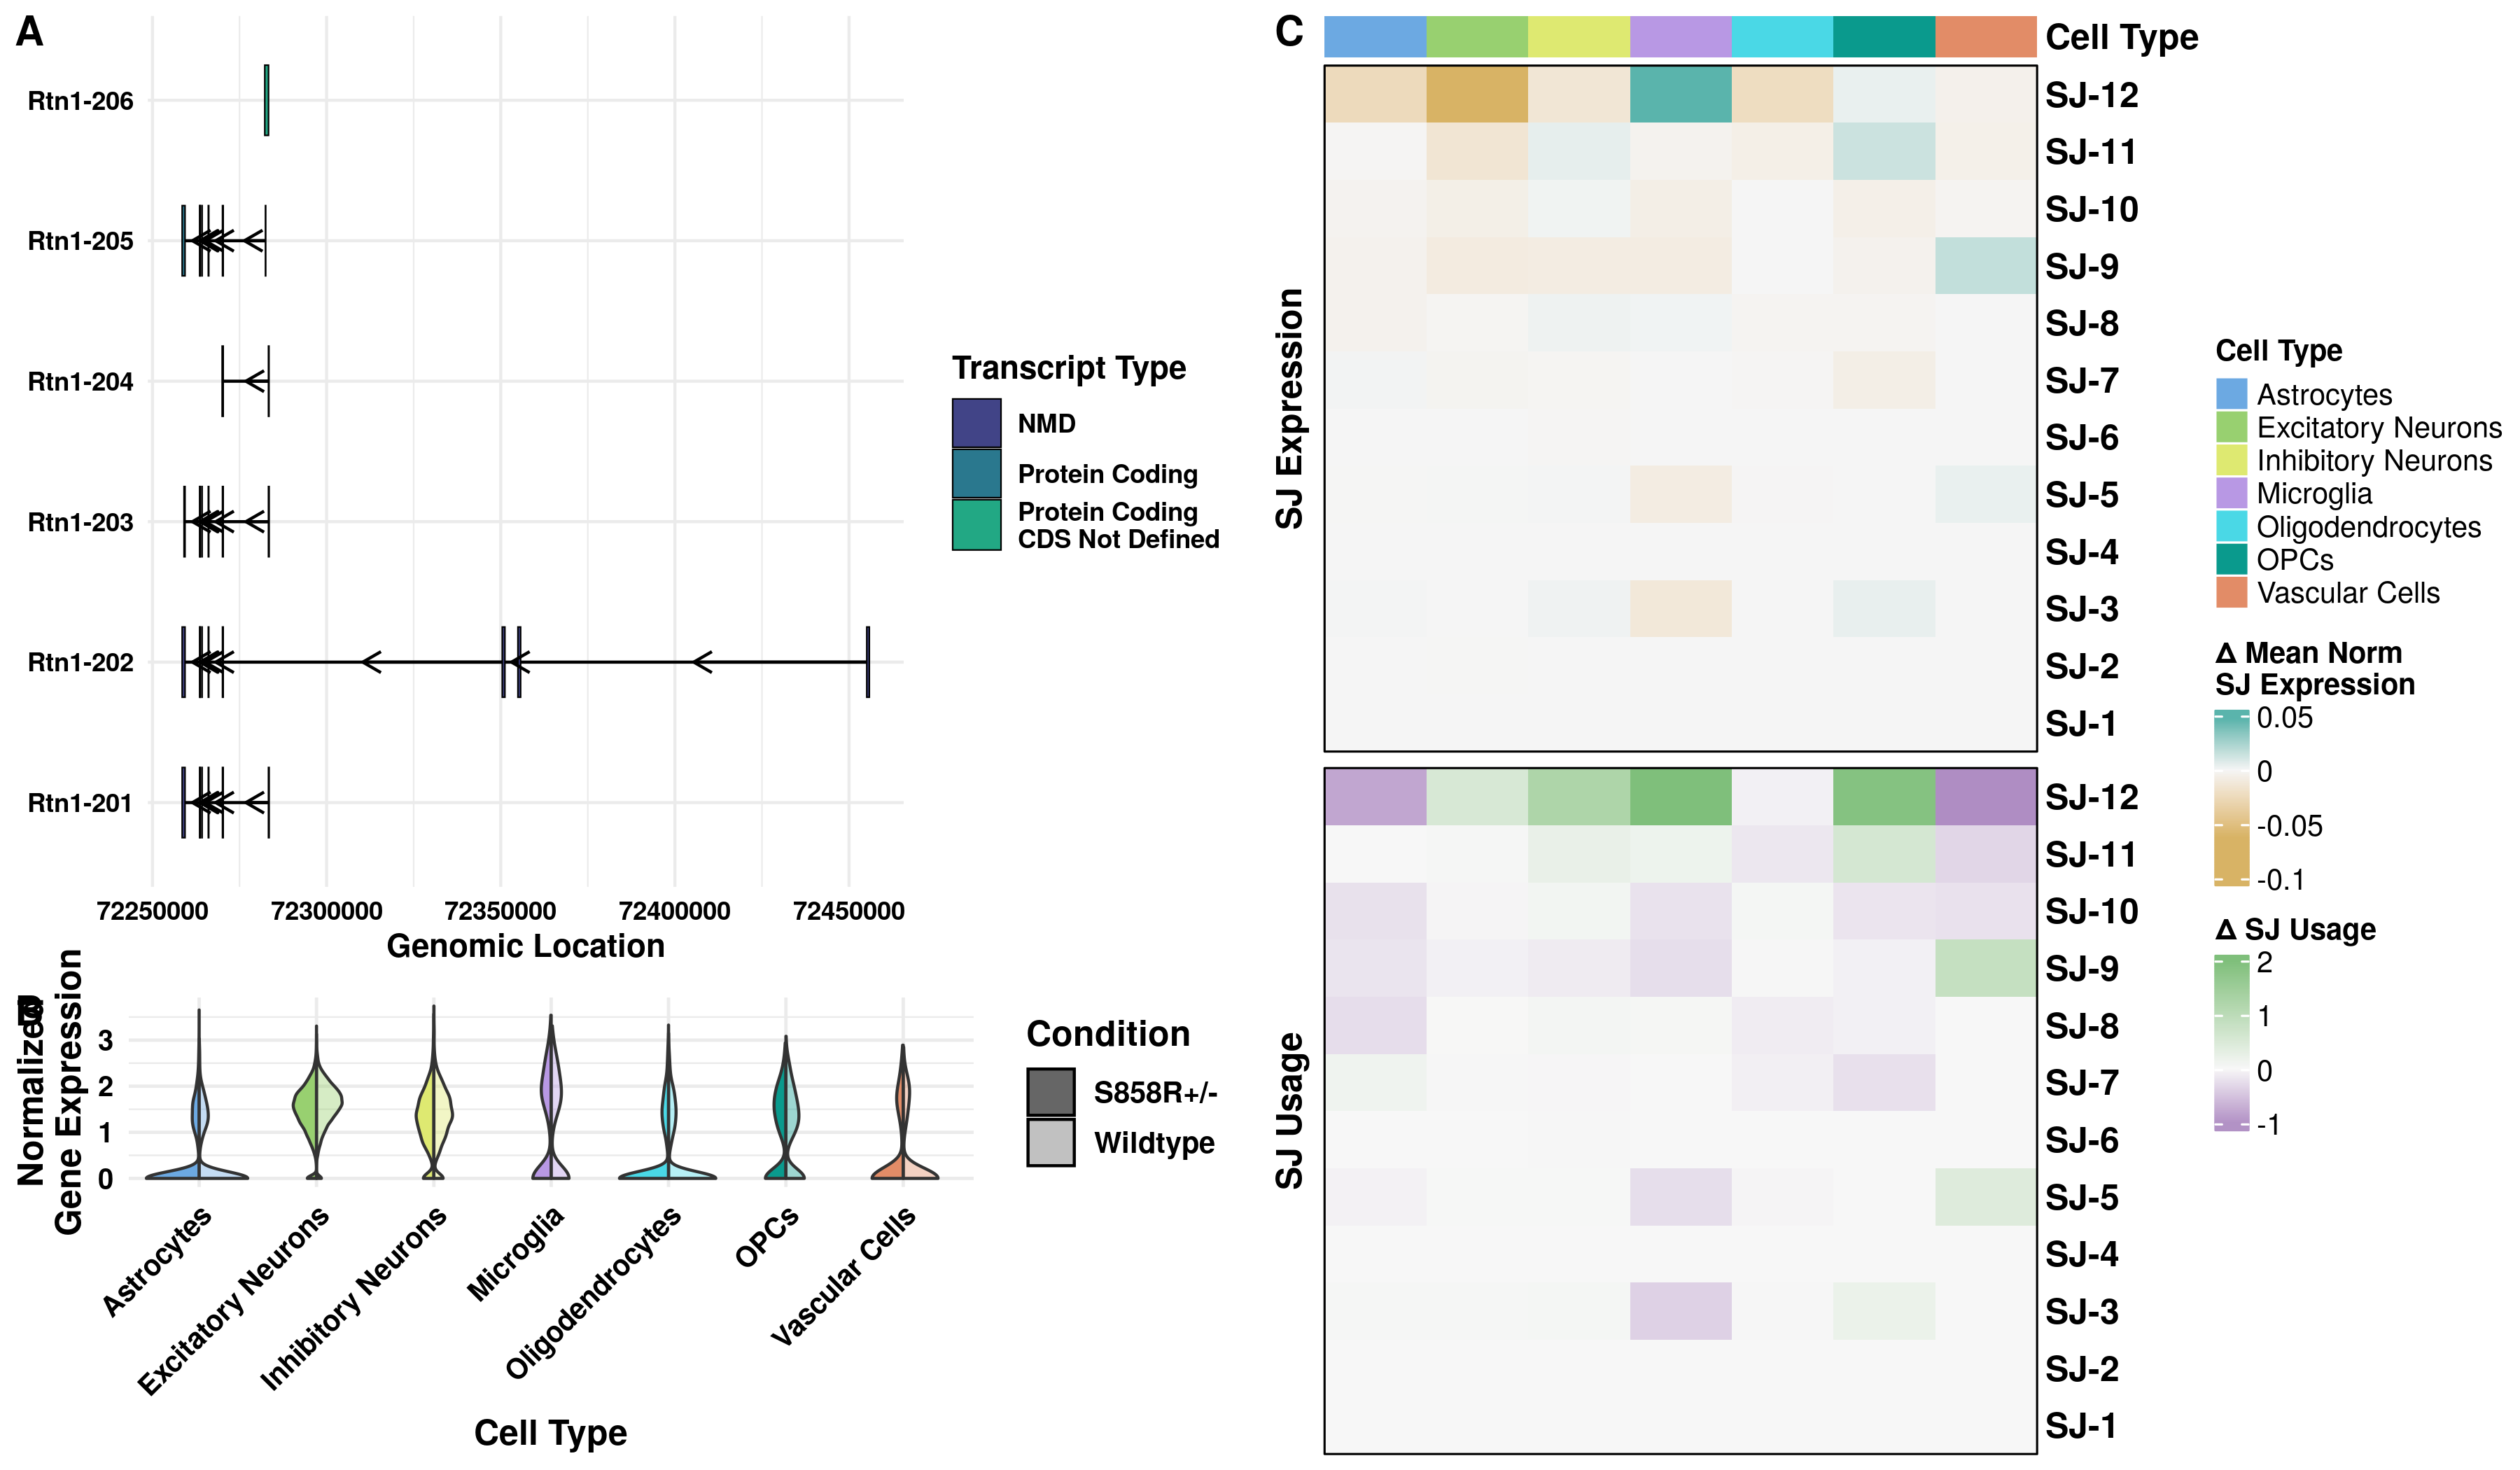 A
Rtn1-206
Rtn1-205
Rtn1-204
Rtn1-203
Rtn1-202
Rtn1-201
72250000 72300000 72350000 72400000 72450000
Genomic Location
Transcript Type
NMD
Protein Coding
Protein Coding
CDS Not Defined
Normalized
Gene Expression
3
2
1
0
Astrocytes
Excitatory Neurons
Inhibitory Neurons
Microglia
Oligodendrocytes
OPCs
Vascular Cells
Cell Type
Condition
S858R+/-
Wildtype
C
Cell Type
SJ Expression
SJ-12
SJ-11
SJ-10
SJ-9
SJ-8
SJ-7
SJ-6
SJ-5
SJ-4
SJ-3
SJ-2
SJ-1
SJ Usage
SJ-12
SJ-11
SJ-10
SJ-9
SJ-8
SJ-7
SJ-6
SJ-5
SJ-4
SJ-3
SJ-2
SJ-1
Cell Type
Astrocytes
Excitatory Neurons
Inhibitory Neurons
Microglia
Oligodendrocytes
OPCs
Vascular Cells
Δ Mean Norm
SJ Expression
0.05
0
-0.05
-0.1
Δ SJ Usage
2
1
0
-1